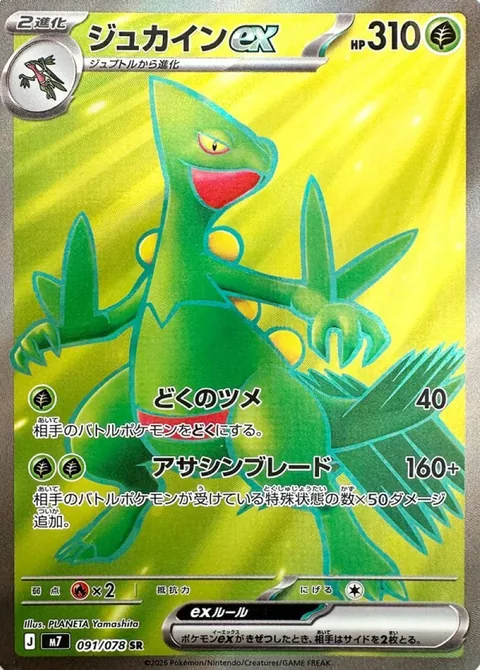 2進化 ジュカインex HP310
ジュプトルから進化
どくのツメ 40
相手のバトルポケモンをどくにする。
アサシンブレード 160+
相手のバトルポケモンが受けている特殊状態の数×50ダメージ
追加。
弱点 ×2 抵抗力 にげる
Illus. PLANETA Yamashita
exルール
J m7 091/078 SR
ポケモンexがきぜつしたとき、相手はサイドを2枚とる。
©2026 Pokémon/Nintendo/Creatures/GAME FREAK.